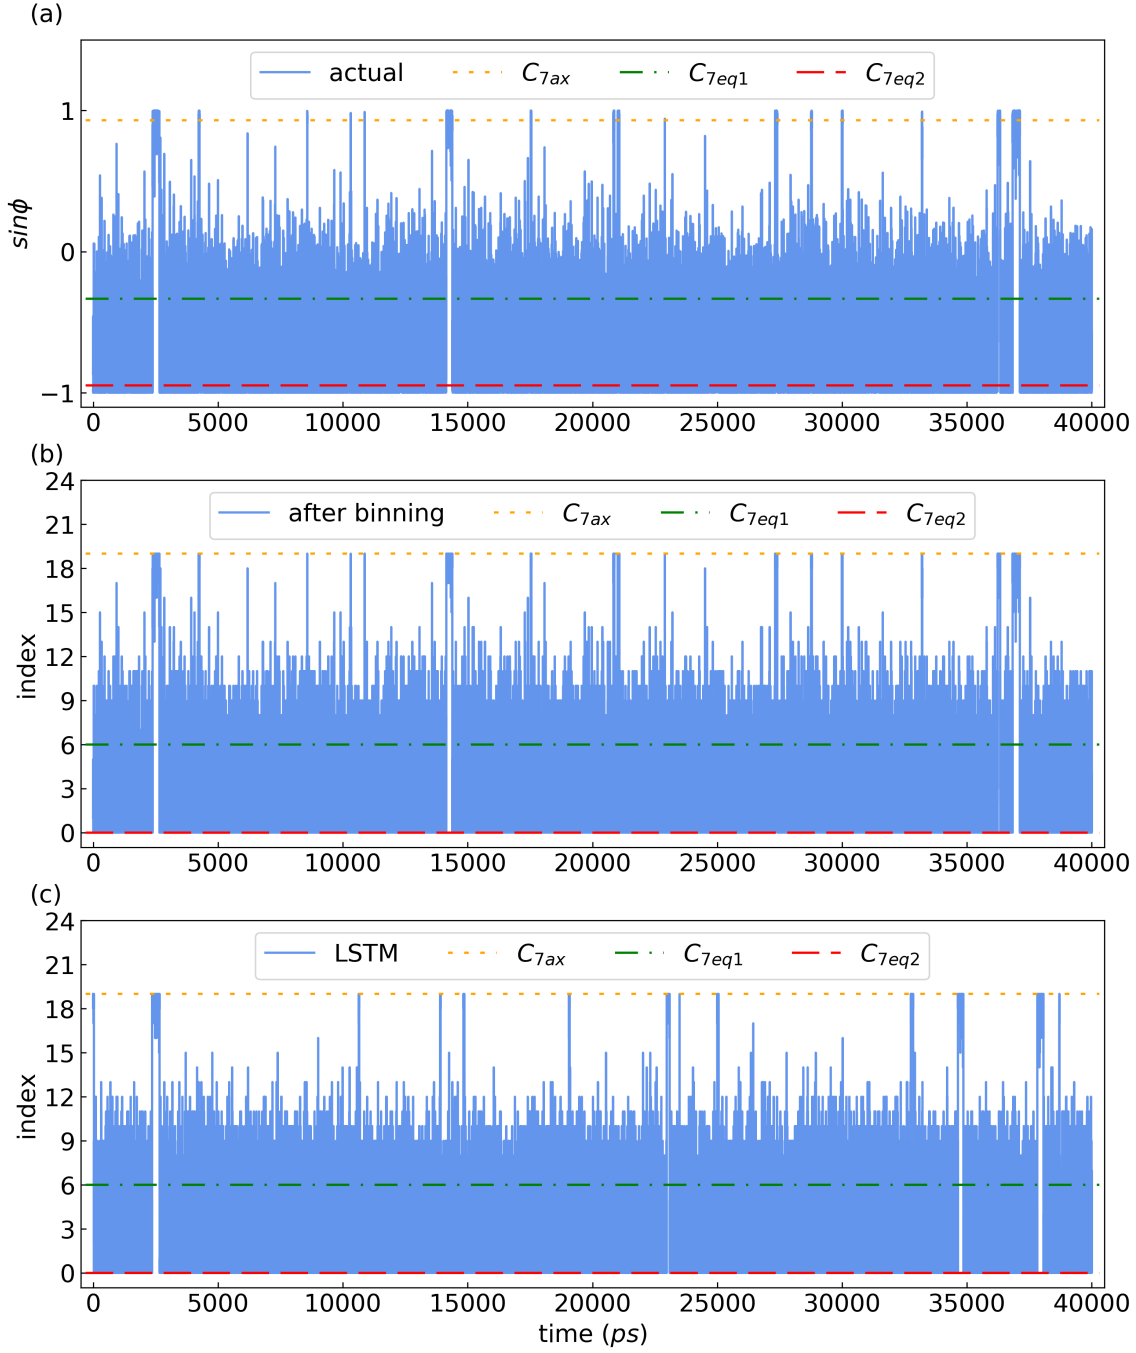 (a)
actual C7ax C7eq1 C7eq2
1
0
−1
sinϕ
0 5000 10000 15000 20000 25000 30000 35000 40000
(b)
after binning C7ax C7eq1 C7eq2
24
21
18
15
12
9
6
3
0
index
0 5000 10000 15000 20000 25000 30000 35000 40000
(c)
LSTM C7ax C7eq1 C7eq2
24
21
18
15
12
9
6
3
0
index
0 5000 10000 15000 20000 25000 30000 35000 40000
time (ps)